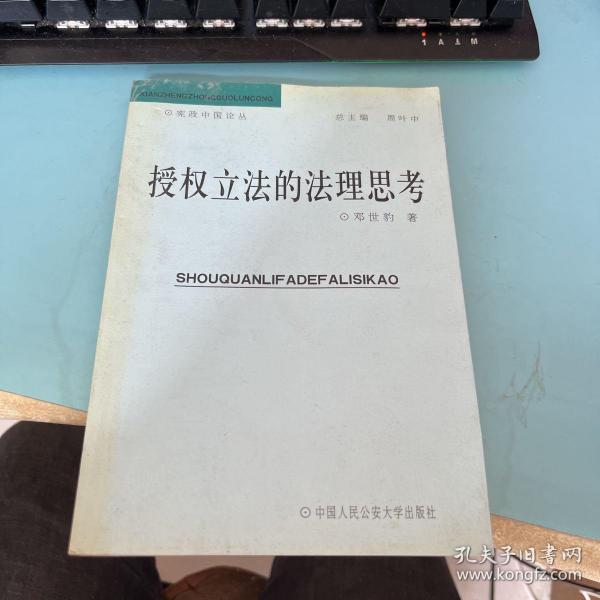 1 A M
XIANZHENGZHONGGUOLUNCONG
⊙宪政中国论丛 总主编 周叶中
授权立法的法理思考
⊙邓世豹 著
SHOUQUANLIFADEFALISIKAO
⊙中国人民公安大学出版社
孔夫子旧书网
www.kongfz.com